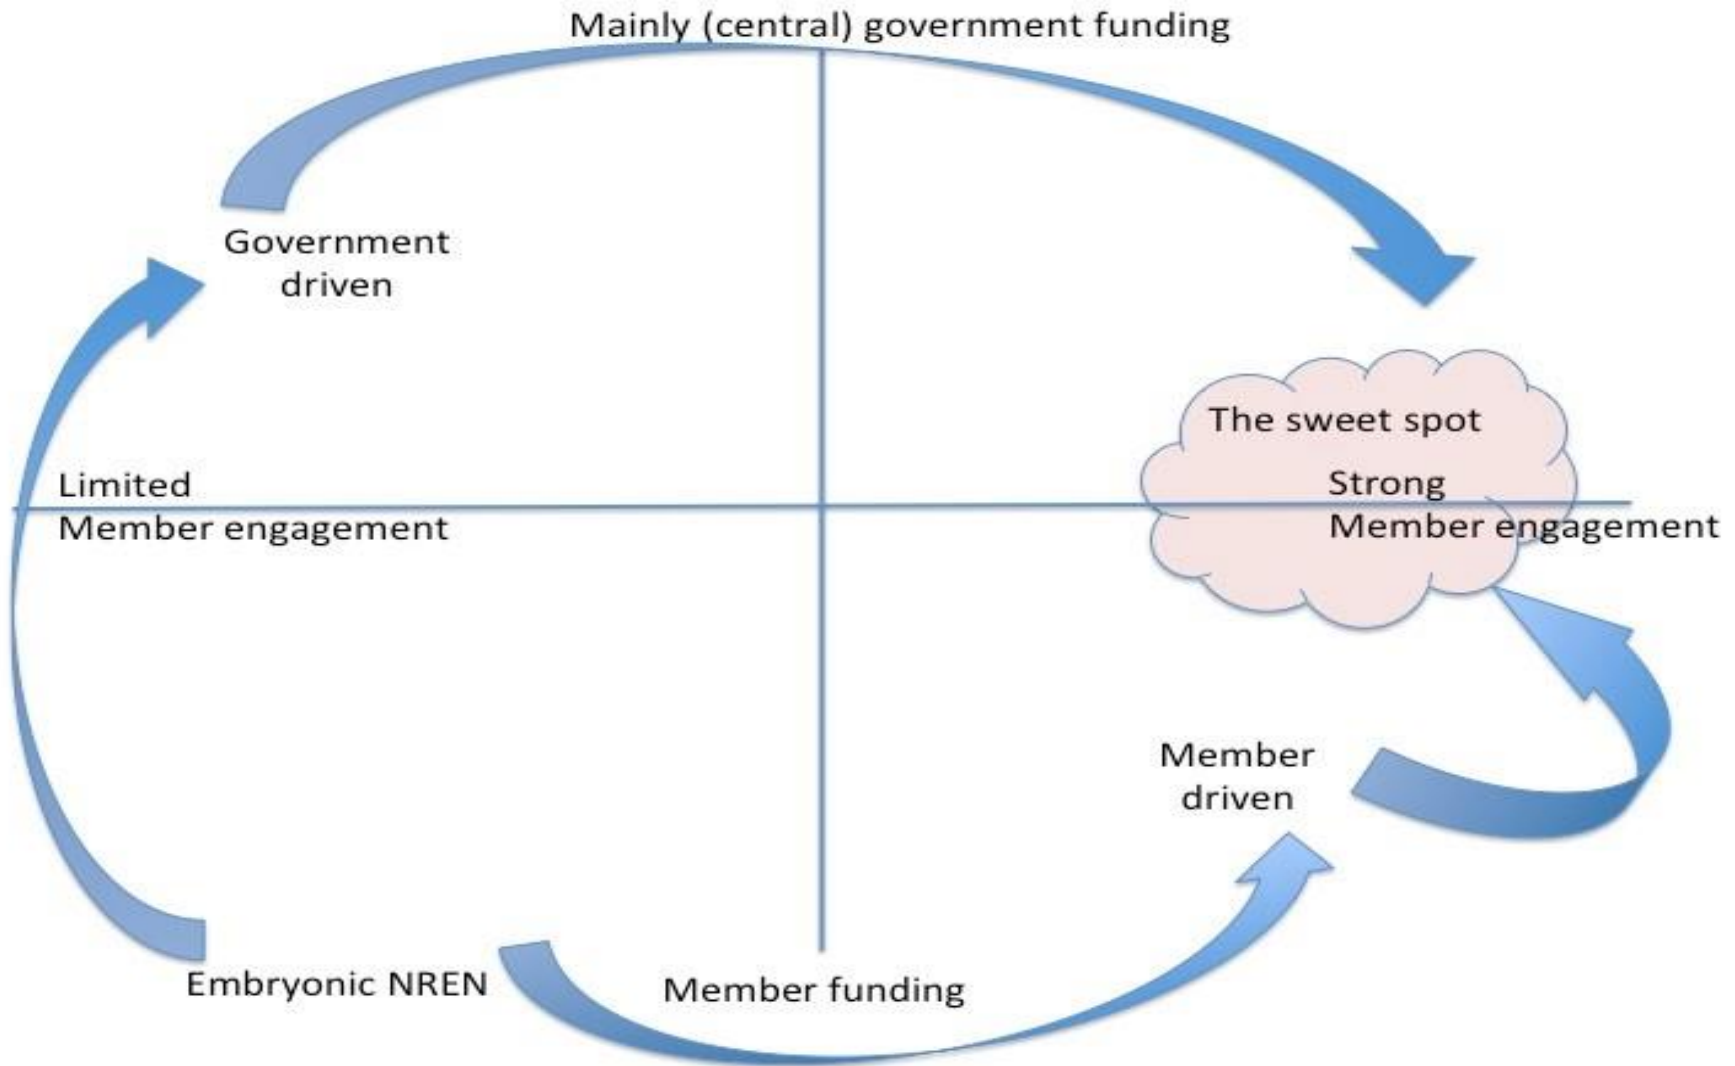 Mainly (central) government funding
Government
driven
The sweet spot
Limited
Member engagement
Strong
Member engagement
Member
driven
Embryonic NREN
Member funding